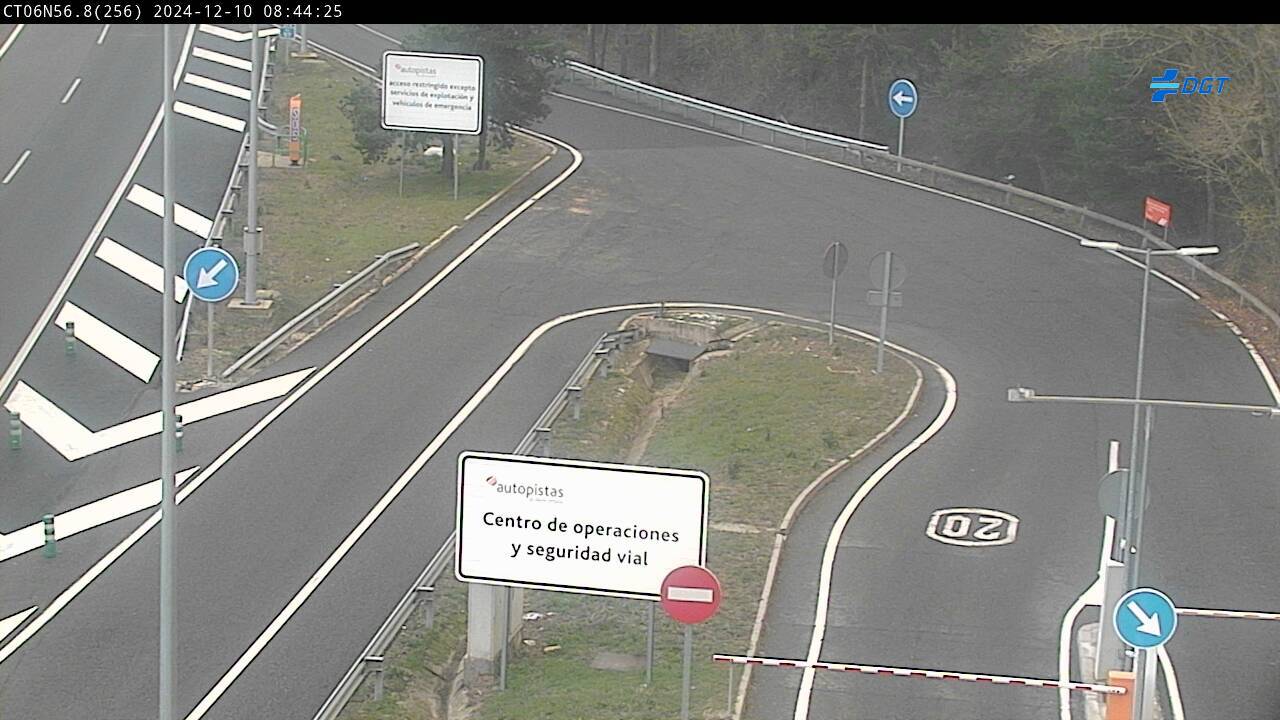 CT06N56.8(256) 2024-12-10 08:44:25
autopistas
acceso restringido excepto
servicios de explotación y
vehículos de emergencia
DGT
autopistas
Centro de operaciones
y seguridad vial
20